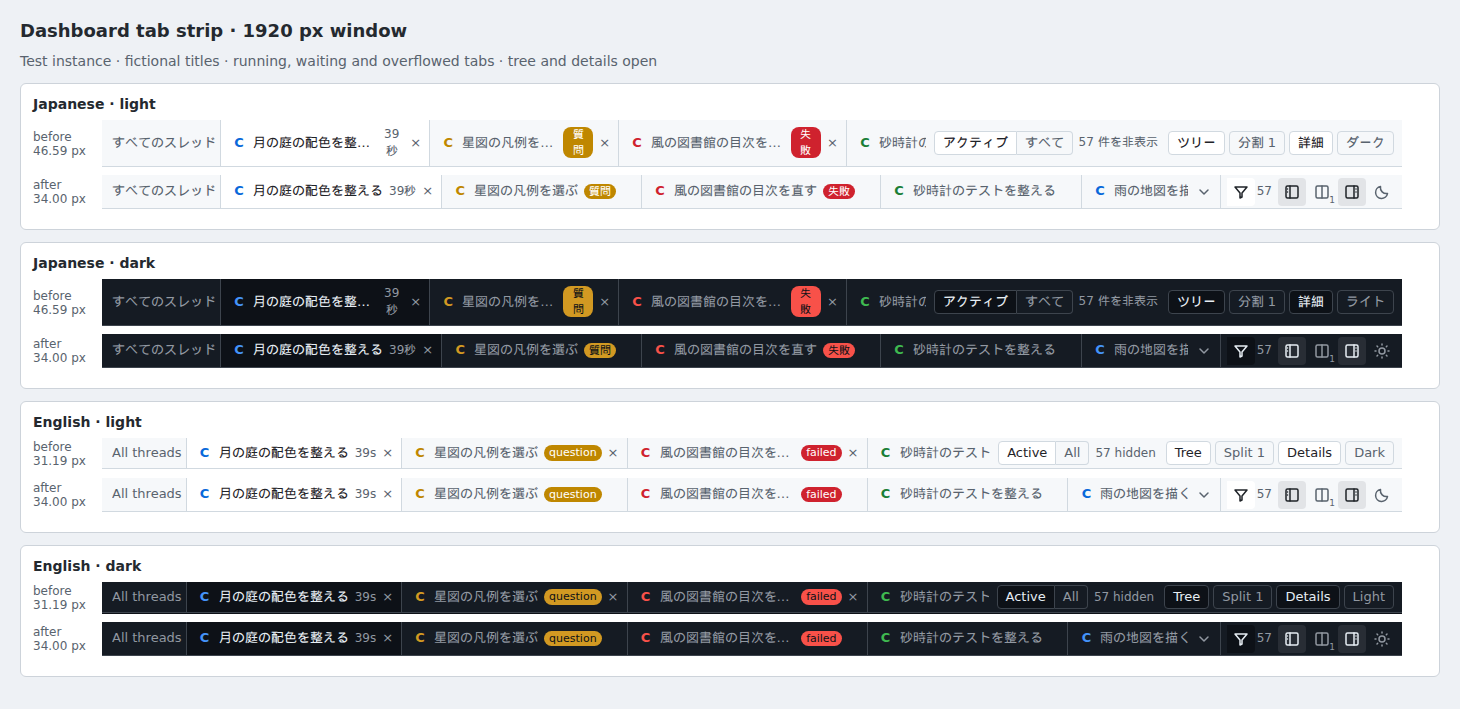 Dashboard tab strip · 1920 px window
Test instance · fictional titles · running, waiting and overflowed tabs · tree and details open
Japanese · light
before
46.59 px
すべてのスレッド C 月の庭の配色を整… 39秒 × C 星図の凡例を… 質問 × C 風の図書館の目次を… 失敗 × C 砂時計の アクティブ すべて 57 件を非表示 ツリー 分割 1 詳細 ダーク
after
34.00 px
すべてのスレッド C 月の庭の配色を整える 39秒 × C 星図の凡例を選ぶ 質問 C 風の図書館の目次を直す 失敗 C 砂時計のテストを整える C 雨の地図を描 57 1
Japanese · dark
before
46.59 px
すべてのスレッド C 月の庭の配色を整… 39秒 × C 星図の凡例を… 質問 × C 風の図書館の目次を… 失敗 × C 砂時計の アクティブ すべて 57 件を非表示 ツリー 分割 1 詳細 ライト
after
34.00 px
すべてのスレッド C 月の庭の配色を整える 39秒 × C 星図の凡例を選ぶ 質問 C 風の図書館の目次を直す 失敗 C 砂時計のテストを整える C 雨の地図を描 57 1
English · light
before
31.19 px
All threads C 月の庭の配色を整える 39s × C 星図の凡例を選ぶ question × C 風の図書館の目次を… failed × C 砂時計のテスト Active All 57 hidden Tree Split 1 Details Dark
after
34.00 px
All threads C 月の庭の配色を整える 39s × C 星図の凡例を選ぶ question C 風の図書館の目次を… failed C 砂時計のテストを整える C 雨の地図を描く 57 1
English · dark
before
31.19 px
All threads C 月の庭の配色を整える 39s × C 星図の凡例を選ぶ question × C 風の図書館の目次を… failed × C 砂時計のテスト Active All 57 hidden Tree Split 1 Details Light
after
34.00 px
All threads C 月の庭の配色を整える 39s × C 星図の凡例を選ぶ question C 風の図書館の目次を… failed C 砂時計のテストを整える C 雨の地図を描く 57 1